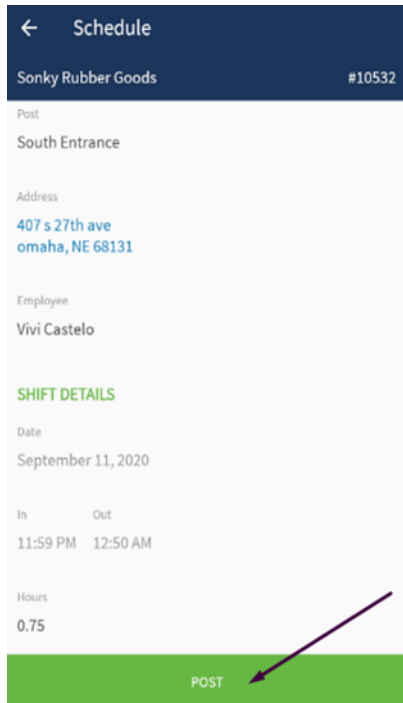 Schedule
Sonky Rubber Goods #10532
Post
South Entrance
Address
407 s 27th ave
omaha, NE 68131
Employee
Vivi Castelo
SHIFT DETAILS
Date
September 11, 2020
In Out
11:59 PM 12:50 AM
Hours
0.75
POST